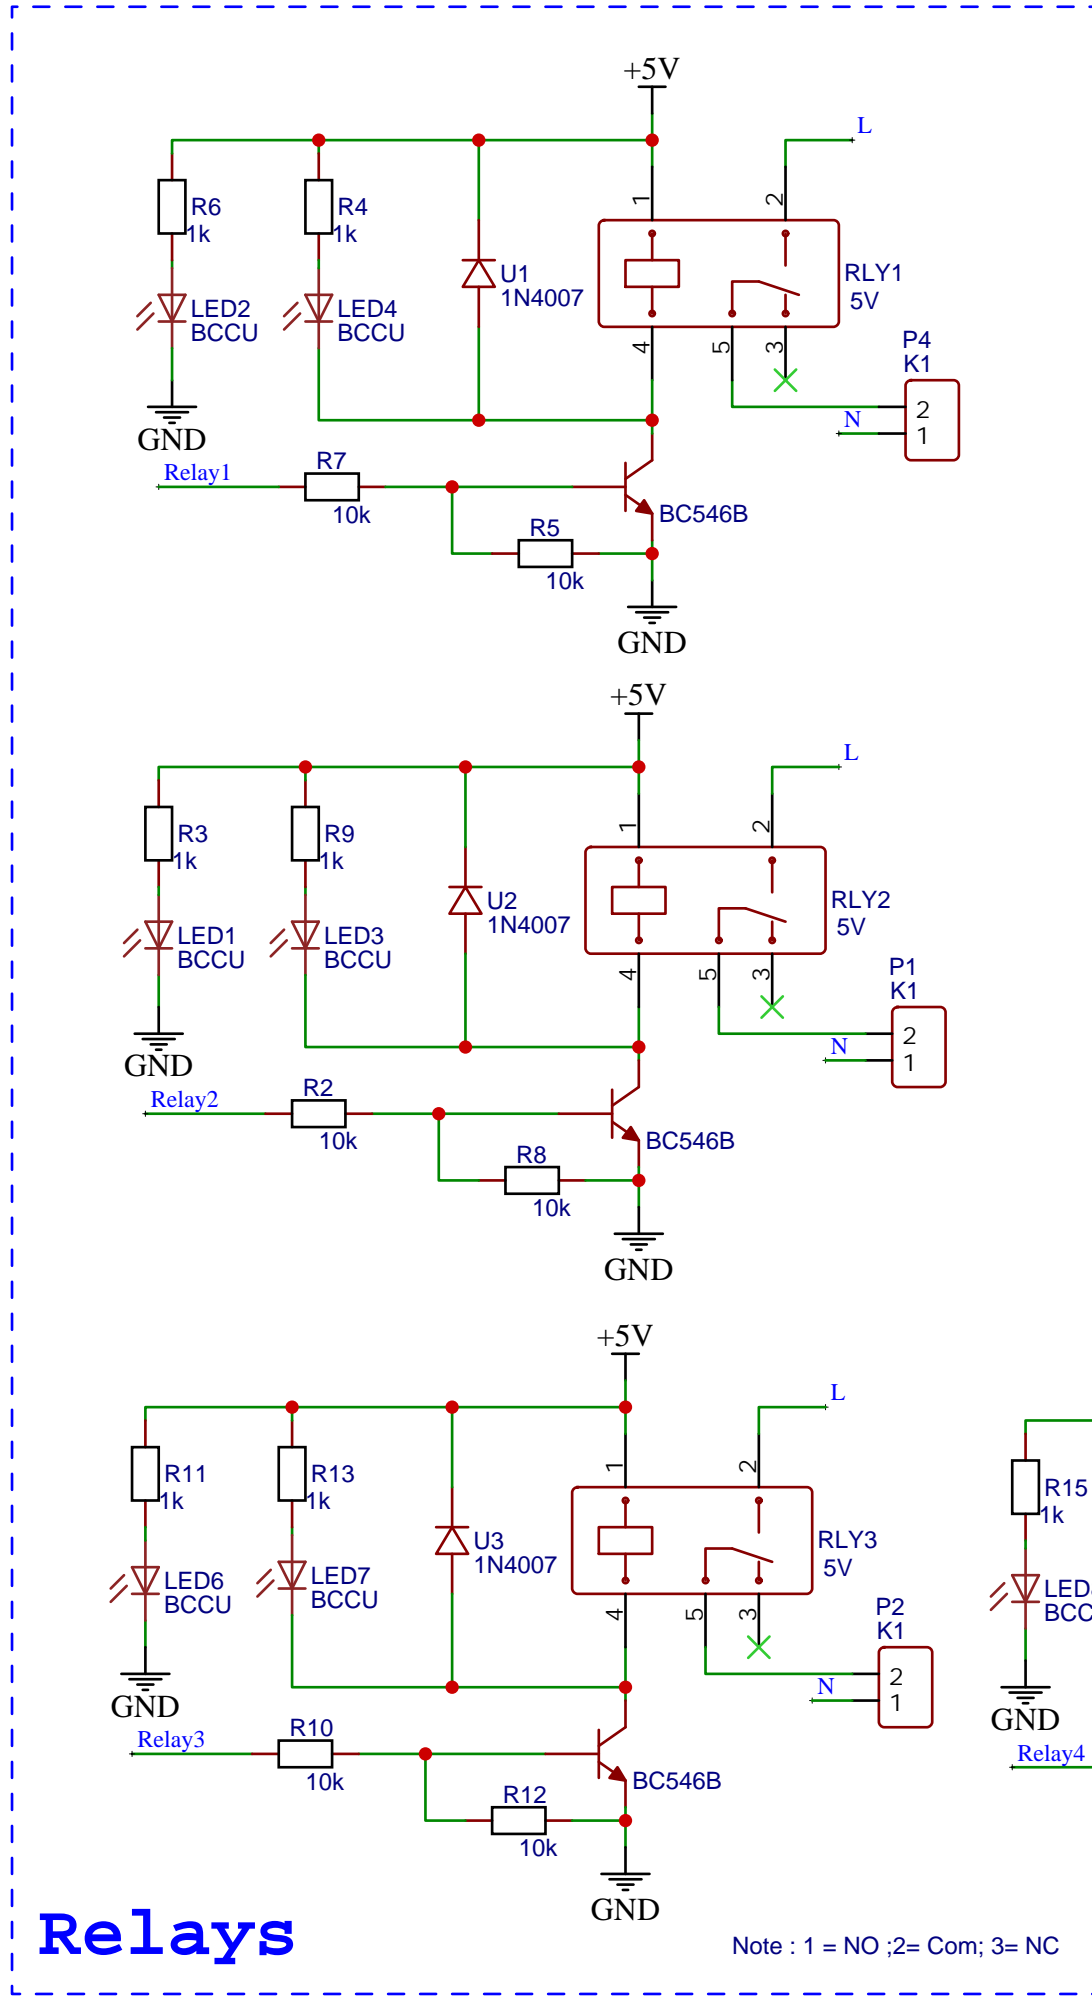 +5V
L
R6
1k
R4
1k
1
2
U1
1N4007
RLY1
5V
LED2
BCCU
LED4
BCCU
4
5
3
P4
K1
2
1
N
GND
Relay1
R7
10k
BC546B
R5
10k
GND
+5V
L
R3
1k
R9
1k
1
2
U2
1N4007
RLY2
5V
LED1
BCCU
LED3
BCCU
4
5
3
P1
K1
2
1
N
GND
Relay2
R2
10k
BC546B
R8
10k
GND
+5V
L
R11
1k
R13
1k
1
2
R15
1k
U3
1N4007
RLY3
5V
LED6
BCCU
LED7
BCCU
4
5
3
P2
K1
2
1
N
GND
GND
Relay3
R10
10k
Relay4
BC546B
R12
10k
GND
Relays
Note : 1 = NO ;2= Com; 3= NC